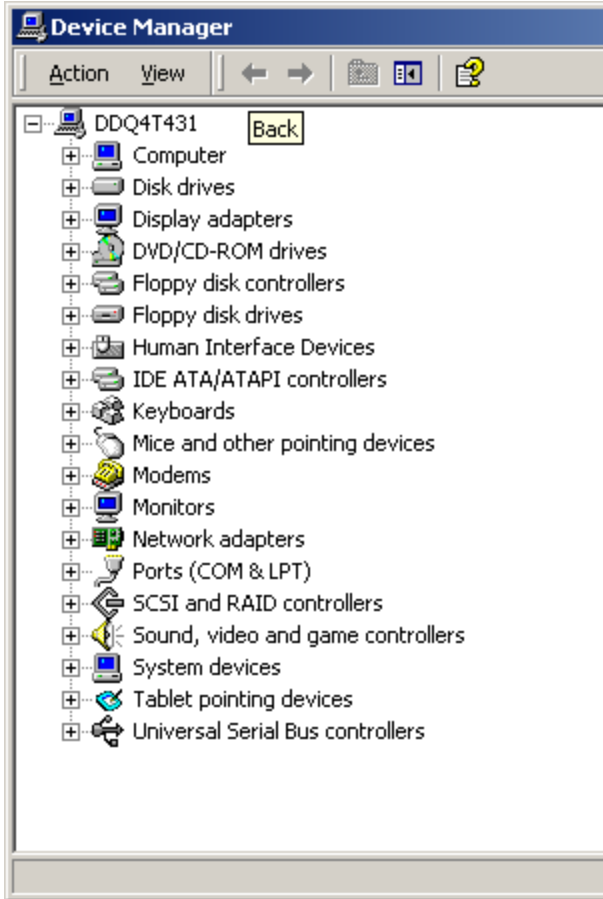 Device Manager
Action View
DDQ4T431
Back
Computer
Disk drives
Display adapters
DVD/CD-ROM drives
Floppy disk controllers
Floppy disk drives
Human Interface Devices
IDE ATA/ATAPI controllers
Keyboards
Mice and other pointing devices
Modems
Monitors
Network adapters
Ports (COM & LPT)
SCSI and RAID controllers
Sound, video and game controllers
System devices
Tablet pointing devices
Universal Serial Bus controllers